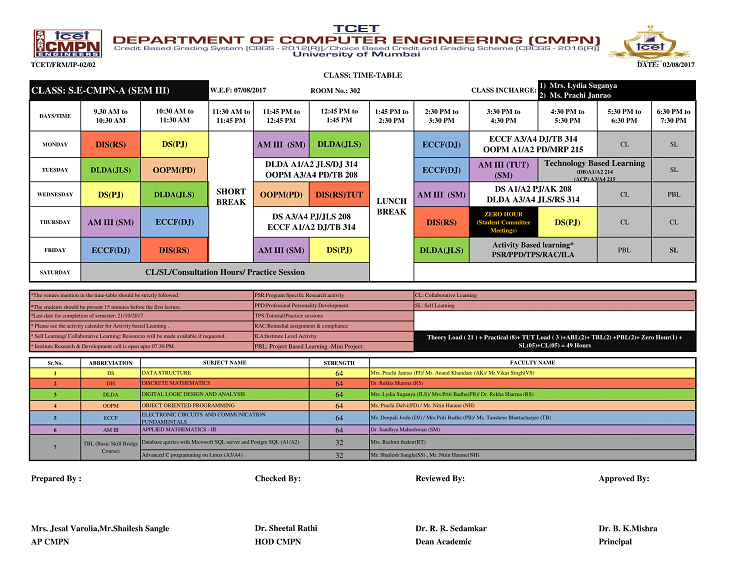 tcet
CMPN
ENGINEERS
TCET
DEPARTMENT OF COMPUTER ENGINEERING (CMPN)
Credit Based Grading System [CBGS - 2012(R)]/Choice Based Credit and Grading Scheme [CBCGS - 2016(R)]
University of Mumbai
tcet
TCET/FRM/IP-02/02
DATE: 02/08/2017
CLASS: TIME-TABLE
CLASS: S.E-CMPN-A (SEM III)
W.E.F: 07/08/2017
ROOM No.: 302
CLASS INCHARGE:
1) Mrs. Lydia Suganya
2) Ms. Prachi Janrao
DAYS/TIME
9.30 AM to 10:30 AM
10:30 AM to 11:30 AM
11:30 AM to 11:45 PM
11:45 PM to 12:45 PM
12:45 PM to 1:45 PM
1:45 PM to 2:30 PM
2:30 PM to 3:30 PM
3:30 PM to 4:30 PM
4:30 PM to 5:30 PM
5:30 PM to 6:30 PM
6:30 PM to 7:30 PM
MONDAY
DIS(RS)
DS(PJ)
SHORT BREAK
AM III (SM)
DLDA(JLS)
LUNCH BREAK
ECCF(DJ)
ECCF A3/A4 DJ/TB 314
OOPM A1/A2 PD/MRP 215
CL
SL
TUESDAY
DLDA(JLS)
OOPM(PD)
DLDA A1/A2 JLS/DJ 314
OOPM A3/A4 PD/TB 208
ECCF(DJ)
AM III (TUT) (SM)
Technology Based Learning
(DB)A1/A2 214
(ACP) A3/A4 215
SL
WEDNESDAY
DS(PJ)
DLDA(JLS)
OOPM(PD)
DIS(RS)TUT
AM III (SM)
DS A1/A2 PJ/AK 208
DLDA A3/A4 JLS/RS 314
CL
PBL
THURSDAY
AM III (SM)
ECCF(DJ)
DS A3/A4 PJ/JLS 208
ECCF A1/A2 DJ/TB 314
DIS(RS)
ZERO HOUR
(Student Committee Meetings)
DS(PJ)
CL
CL
FRIDAY
ECCF(DJ)
DIS(RS)
AM III (SM)
DS(PJ)
DLDA(JLS)
Activity Based learning*
PSR/PPD/TPS/RAC/ILA
PBL
SL
SATURDAY
CL/SL/Consultation Hours/ Practice Session
*The venues mention in the time-table should be strictly followed.
PSR:Program Specific Research activity
CL: Collaborative Learning
*The students should be present 15 minutes before the first lecture.
PPD:Professional Personality Development
SL: Self Learning
*Last date for completion of semester: 21/10/2017
TPS:Tutorial/Practice sessions
* Please see the activity calender for Activity based Learning .
RAC:Remedial assignment & compliance
* Self Learning/ Collaborative Learning: Resources will be made available if requested.
ILA:Institute Level Activity
* Institute Research & Development cell is open upto 07:30 PM.
PBL: Project Based Learning -Mini Project.
Theory Load ( 21 ) + Practical (8)+ TUT Load ( 3 )+ABL(2)+ TBL(2) +PBL(2)+ Zero Hour(1) + SL(05)+CL(05) = 49 Hours
Sr.No.
ABBREVIATION
SUBJECT NAME
STRENGTH
FACULTY NAME
1
DS
DATA STRUCTURE
64
Mrs. Prachi Janrao (PJ)/ Mr. Anand Khandare (AK)/ Mr.Vikas Singh(VS)
2
DIS
DISCRETE MATHEMATICS
64
Dr. Rekha Sharma (RS)
3
DLDA
DIGITAL LOGIC DESIGN AND ANALYSIS
64
Mrs. Lydia Suganya (JLS)/ Mrs.Priti Badhe(PB)/ Dr. Rekha Sharma (RS)
4
OOPM
OBJECT ORIENTED PROGRAMMING
64
Ms. Prachi Dalvi(PD) / Mr. Nitin Harane (NH)
5
ECCF
ELECTRONIC CIRCUITS AND COMMUNICATION FUNDAMENTALS
64
Ms. Deepali Joshi (DJ) / Mrs.Priti Badhe (PB)/ Ms. Tanushree Bhattacharjee (TB)
6
AM III
APPLIED MATHEMATICS - III
64
Dr. Sandhya Maheshwari (SM)
7
TBL (Basic Skill Bridge Course)
Database quiries with Microsoft SQL server and Postgre SQL (A1/A2)
32
Mrs. Rashmi thakur(RT)
Advanced C programming on Linux (A3/A4)
32
Mr. Shailesh Sangle(SS) , Mr. Nitin Harane(NH)
Prepared By :
Checked By:
Reviewed By:
Approved By:
Mrs. Jesal Varolia,Mr.Shailesh Sangle
Dr. Sheetal Rathi
Dr. R. R. Sedamkar
Dr. B. K.Mishra
AP CMPN
HOD CMPN
Dean Academic
Principal